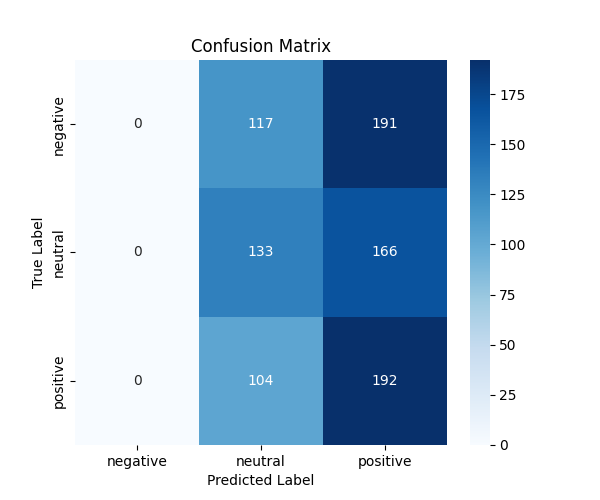 Confusion Matrix
True Label
negative
0
117
191
neutral
0
133
166
positive
0
104
192
negative
neutral
positive
Predicted Label
175
150
125
100
75
50
25
0